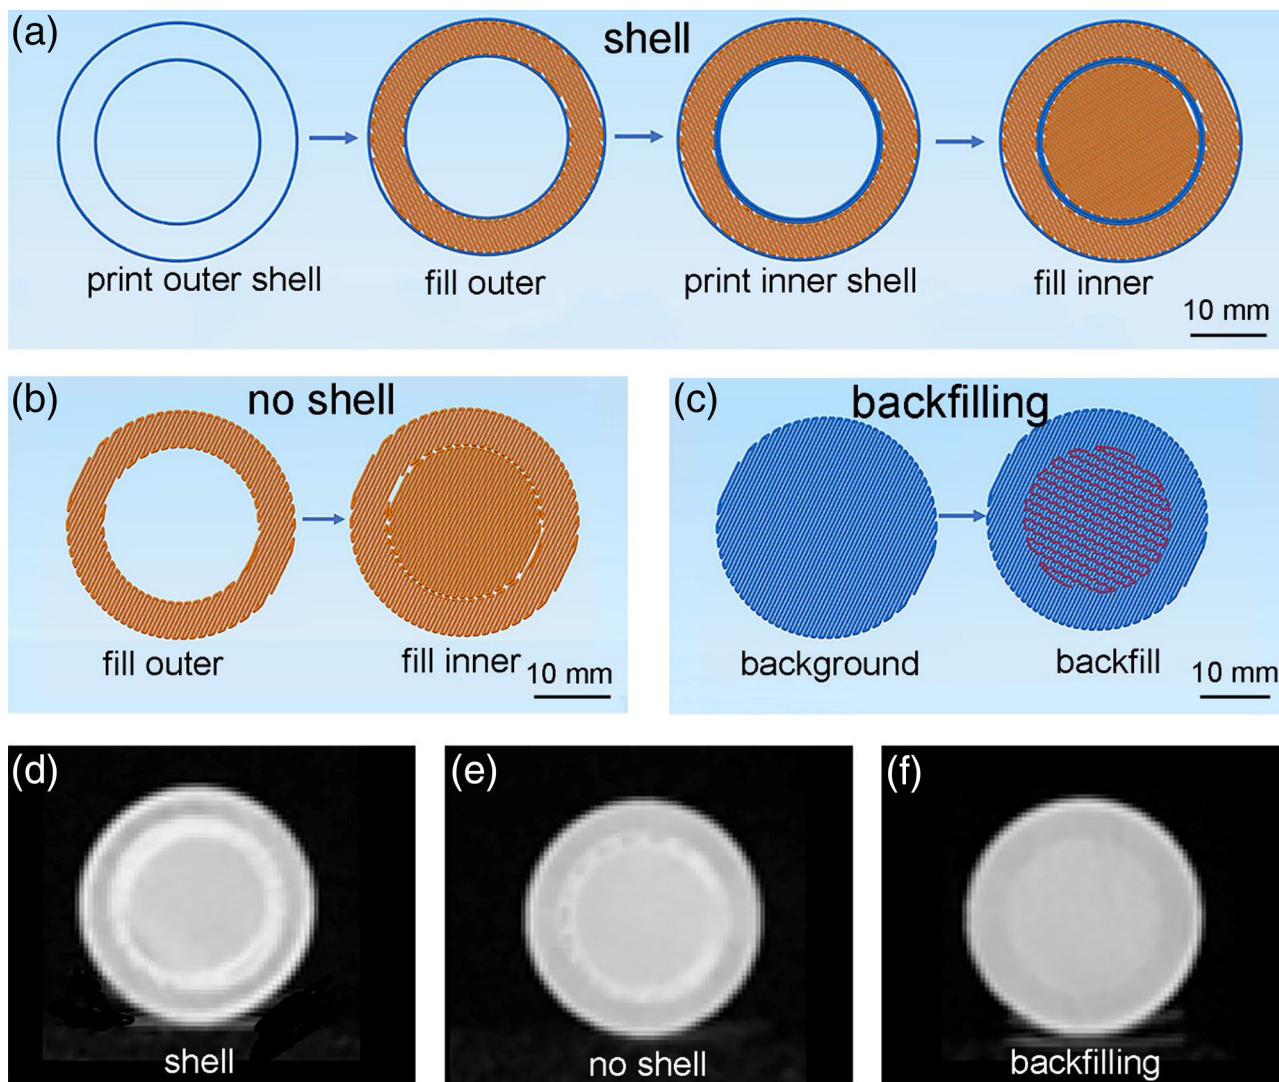 (a)
shell
print outer shell
fill outer
print inner shell
fill inner
10 mm
(b)
no shell
fill outer
fill inner
10 mm
(c)
backfilling
background
backfill
10 mm
(d)
shell
(e)
no shell
(f)
backfilling